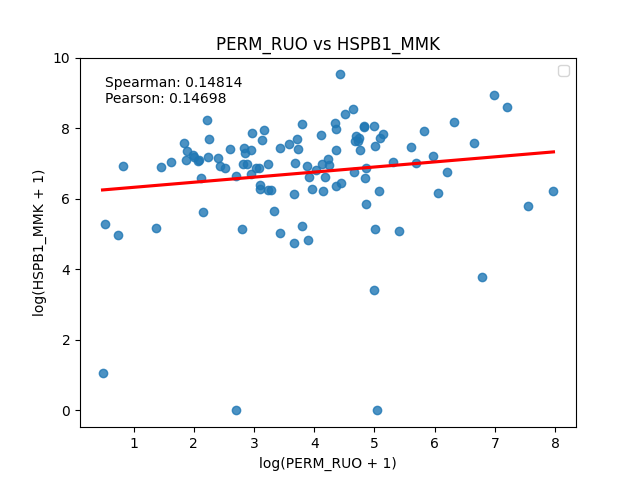 PERM_RUO vs HSPB1_MMK
Spearman: 0.14814
Pearson: 0.14698
10
8
6
4
2
0
log(HSPB1_MMK + 1)
1 2 3 4 5 6 7 8
log(PERM_RUO + 1)